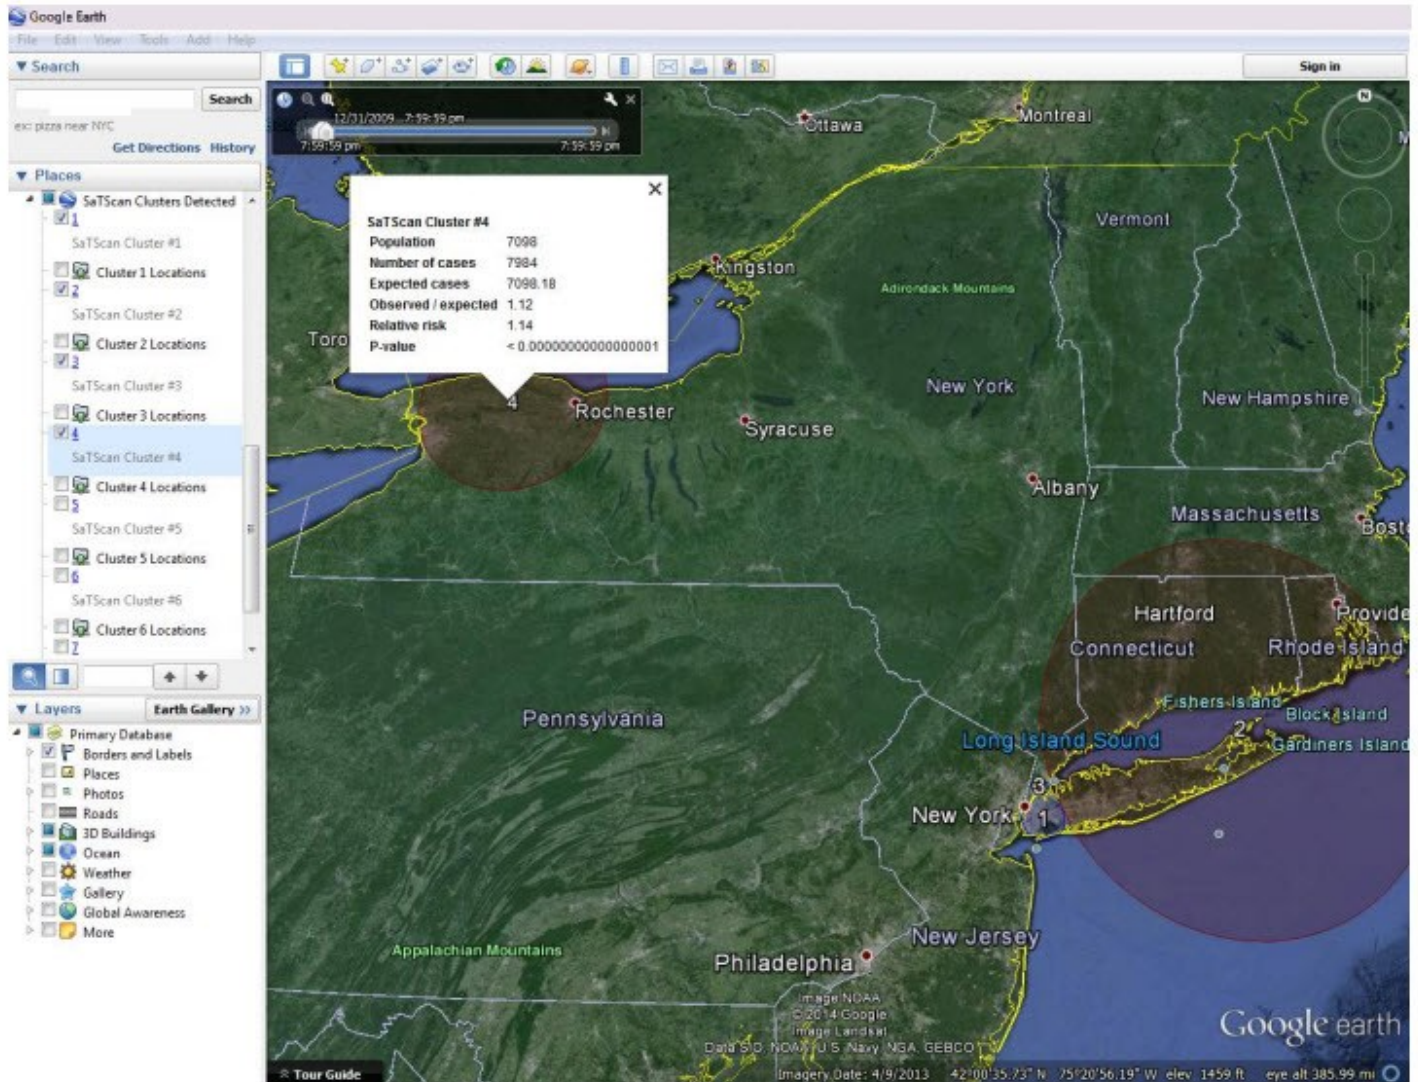 Google Earth
File Edit View Tools Add Help
Search
Search
ex: pizza near NYC
Get Directions History
Places
SaTScan Clusters Detected
1
SaTScan Cluster #1
Cluster 1 Locations
2
SaTScan Cluster #2
Cluster 2 Locations
3
SaTScan Cluster #3
Cluster 3 Locations
4
SaTScan Cluster #4
Cluster 4 Locations
5
SaTScan Cluster #5
Cluster 5 Locations
6
SaTScan Cluster #6
Cluster 6 Locations
7
Layers
Earth Gallery >>
Primary Database
Borders and Labels
Places
Photos
Roads
3D Buildings
Ocean
Weather
Gallery
Global Awareness
More
Sign in
12/31/2009 ...7:59:59 pm
7:59:59 pm 7:59:59 pm
SaTScan Cluster #4
Population 7098
Number of cases 7984
Expected cases 7098.18
Observed / expected 1.12
Relative risk 1.14
P-value < 0.00000000000000001
N
Ottawa
Montreal
Vermont
Kingston
Adirondack Mountains
Toro
New York
New Hampshire
4
Rochester
Syracuse
Albany
Massachusetts
Bosto
Hartford
Provide
Connecticut
Rhode Island
Fishers Island
Block Island
Pennsylvania
Long Island Sound
2
Gardiners Island
3
New York
1
New Jersey
Appalachian Mountains
Philadelphia
Image NOAA
© 2014 Google
Image Landsat
Data SIO, NOAA, U.S. Navy, NGA, GEBCO
Google earth
Tour Guide
Imagery Date: 4/9/2013 42°00'35.73" N 75°20'56.19" W elev 1459 ft eye alt 385.99 mi